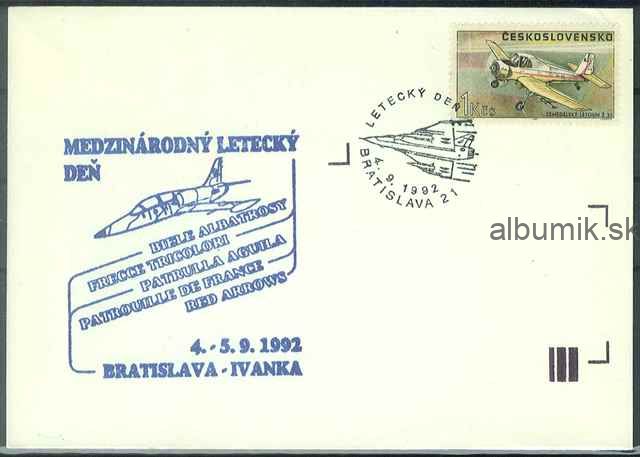 ČESKOSLOVENSKO
1 Kčs
LETECKÝ DEŇ
4. 9. 1992
BRATISLAVA 21
MEDZINÁRODNÝ LETECKÝ
DEŇ
BIELE ALBATROSY
FRECCE TRICOLORI
PATRULLA AGUILA
PATROUILLE DE FRANCE
RED ARROWS
4. - 5. 9. 1992
BRATISLAVA - IVANKA
albumik.sk